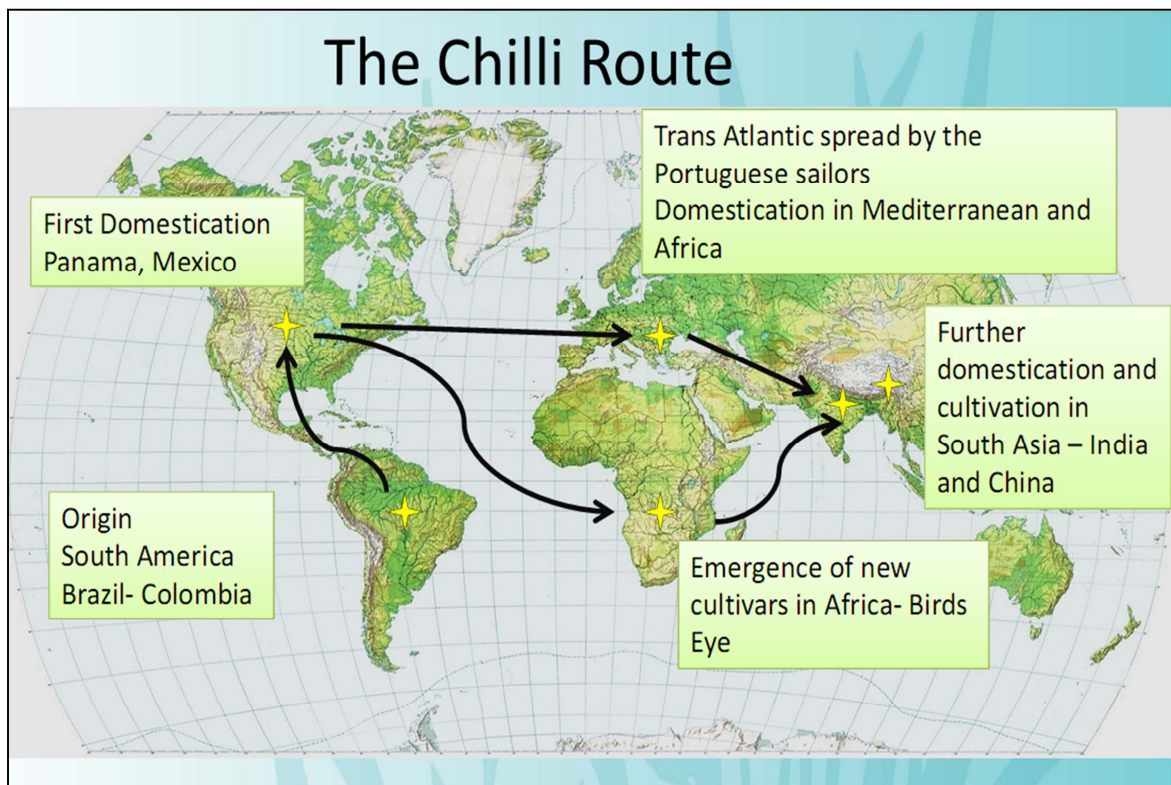 The Chilli Route
Trans Atlantic spread by the
Portuguese sailors
Domestication in Mediterranean and
Africa
First Domestication
Panama, Mexico
Further
domestication and
cultivation in
South Asia – India
and China
Origin
South America
Brazil- Colombia
Emergence of new
cultivars in Africa- Birds
Eye